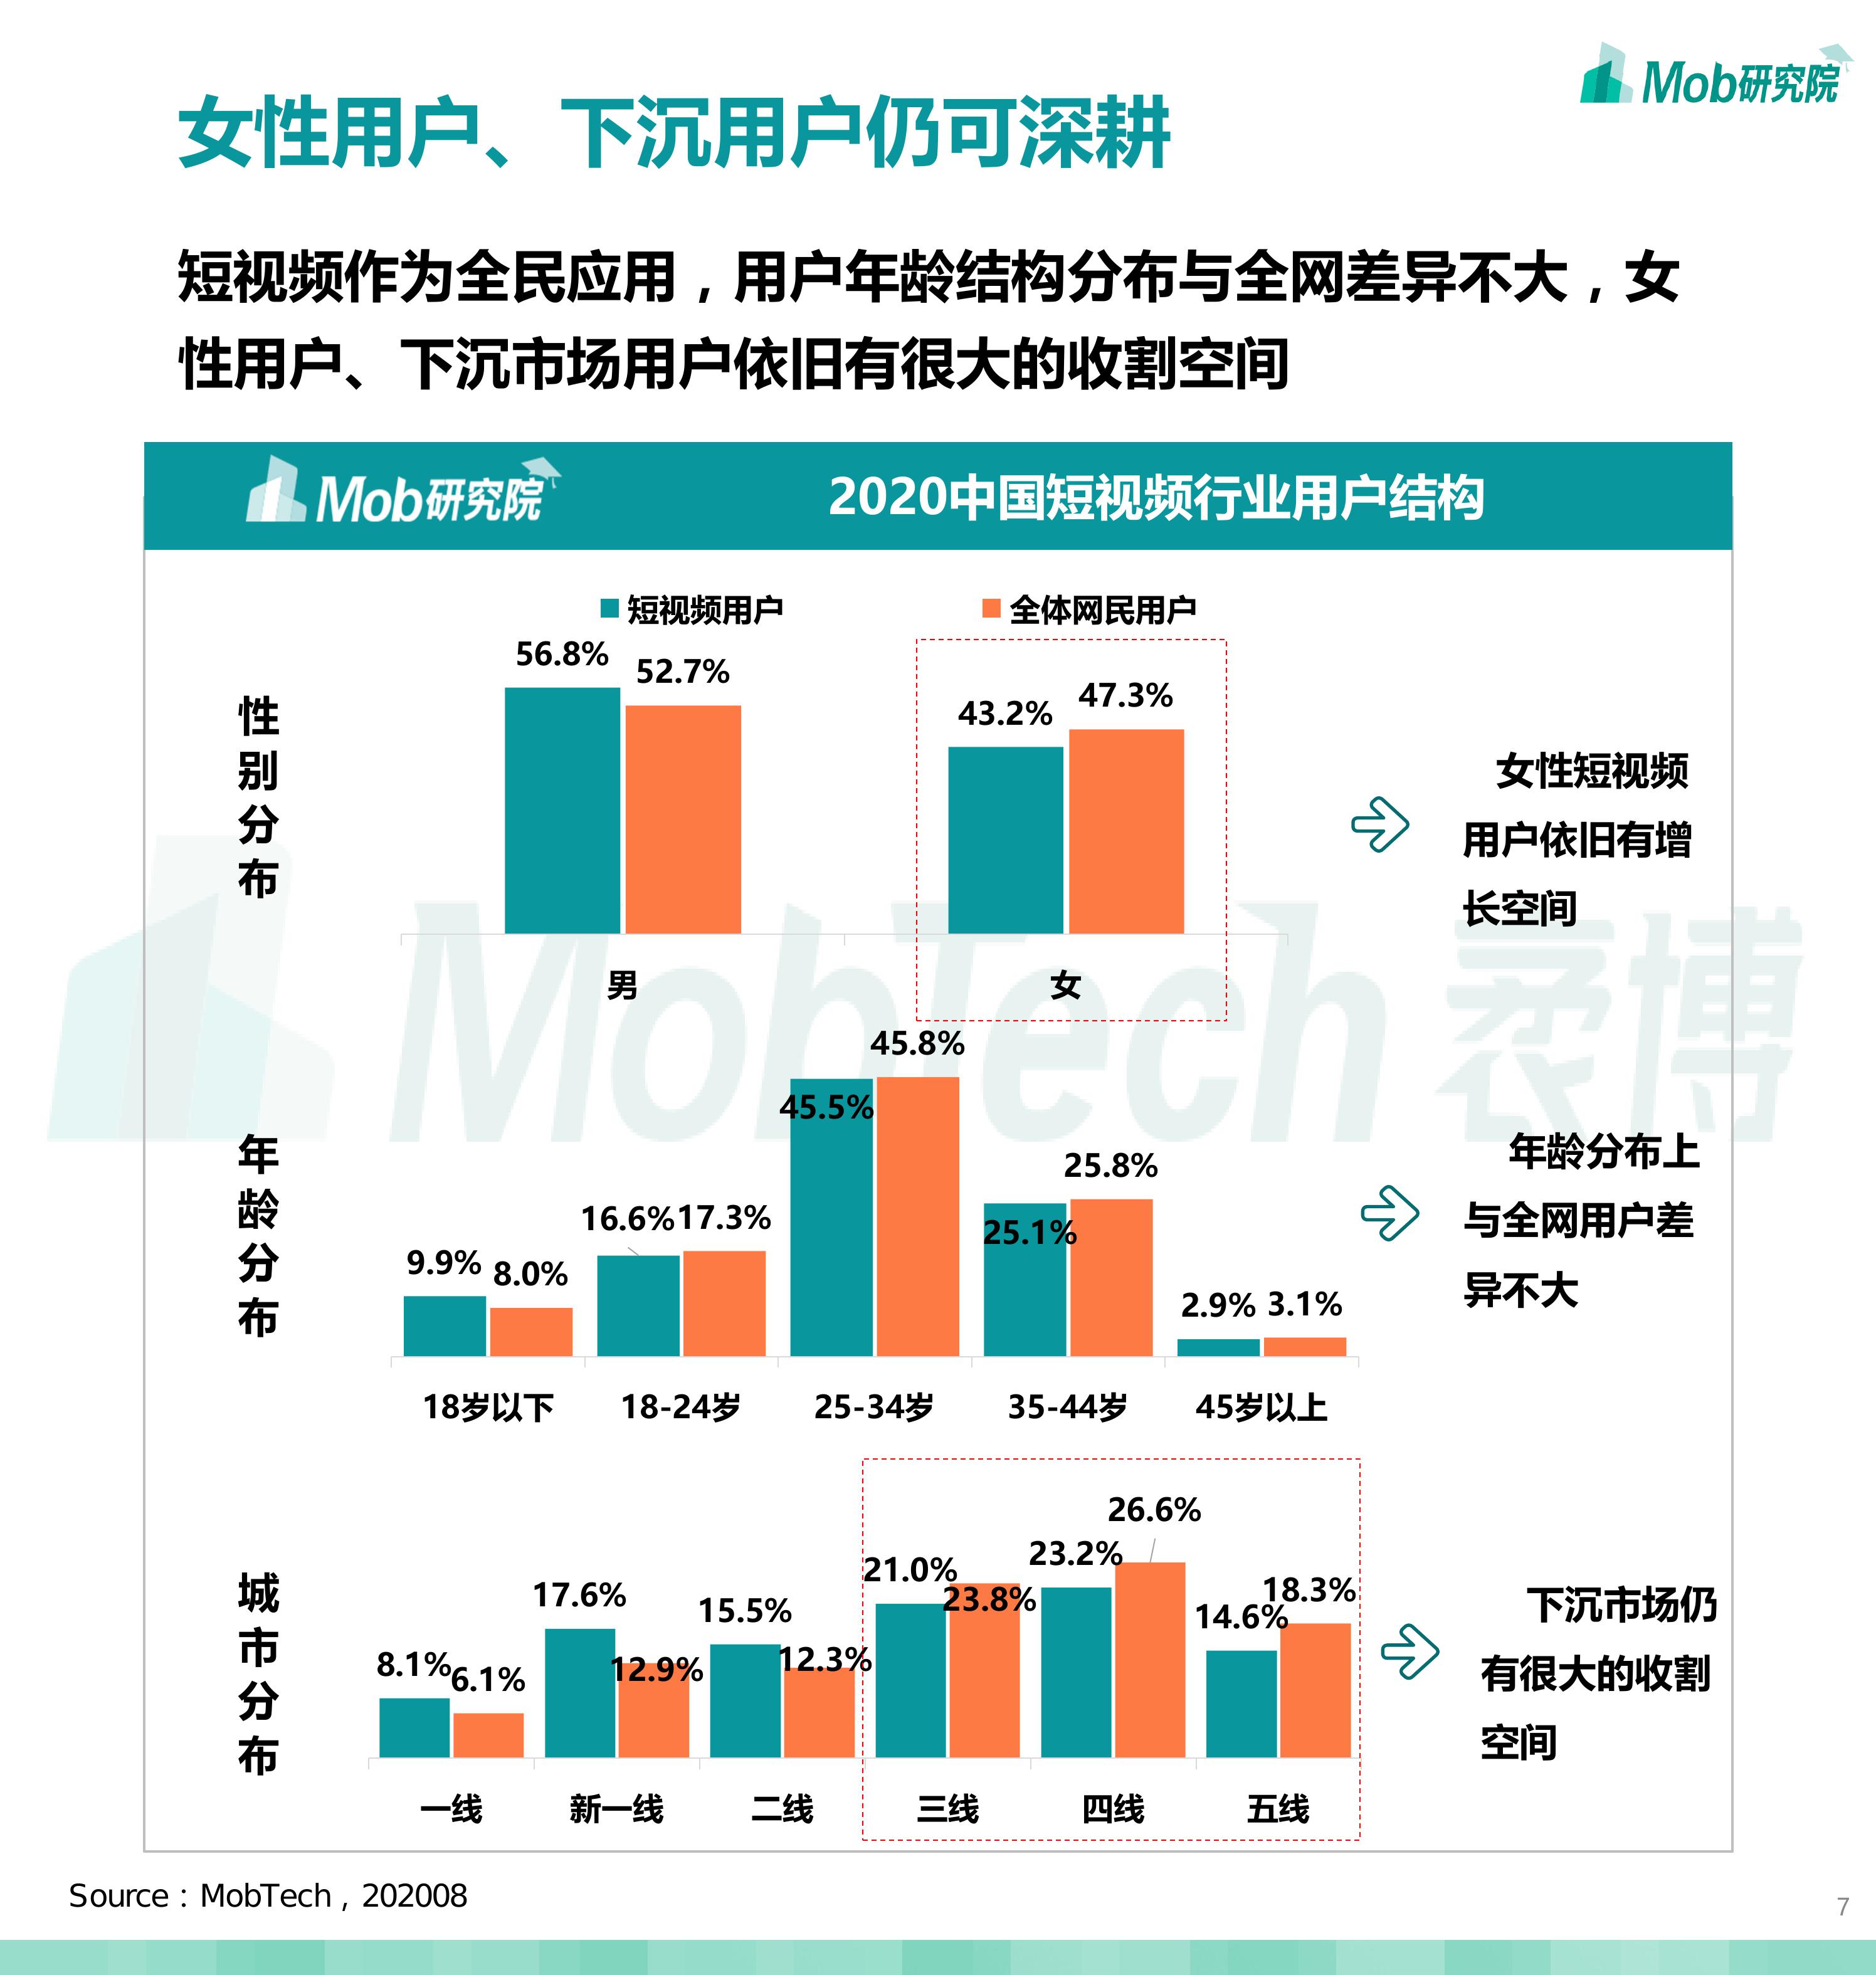 Mob研究院
女性用户、下沉用户仍可深耕
短视频作为全民应用，用户年龄结构分布与全网差异不大，女
性用户、下沉市场用户依旧有很大的收割空间
Mob研究院
2020中国短视频行业用户结构
短视频用户 全体网民用户
性别分布
56.8% 52.7% 43.2% 47.3%
男 女
女性短视频
用户依旧有增
长空间
MobTech 袤博
年龄分布
9.9% 8.0% 16.6% 17.3% 45.5% 45.8% 25.1% 25.8% 2.9% 3.1%
18岁以下 18-24岁 25-34岁 35-44岁 45岁以上
年龄分布上
与全网用户差
异不大
城市分布
8.1% 6.1% 17.6% 12.9% 15.5% 12.3% 21.0% 23.8% 23.2% 26.6% 14.6% 18.3%
一线 新一线 二线 三线 四线 五线
下沉市场仍
有很大的收割
空间
Source：MobTech，202008
7